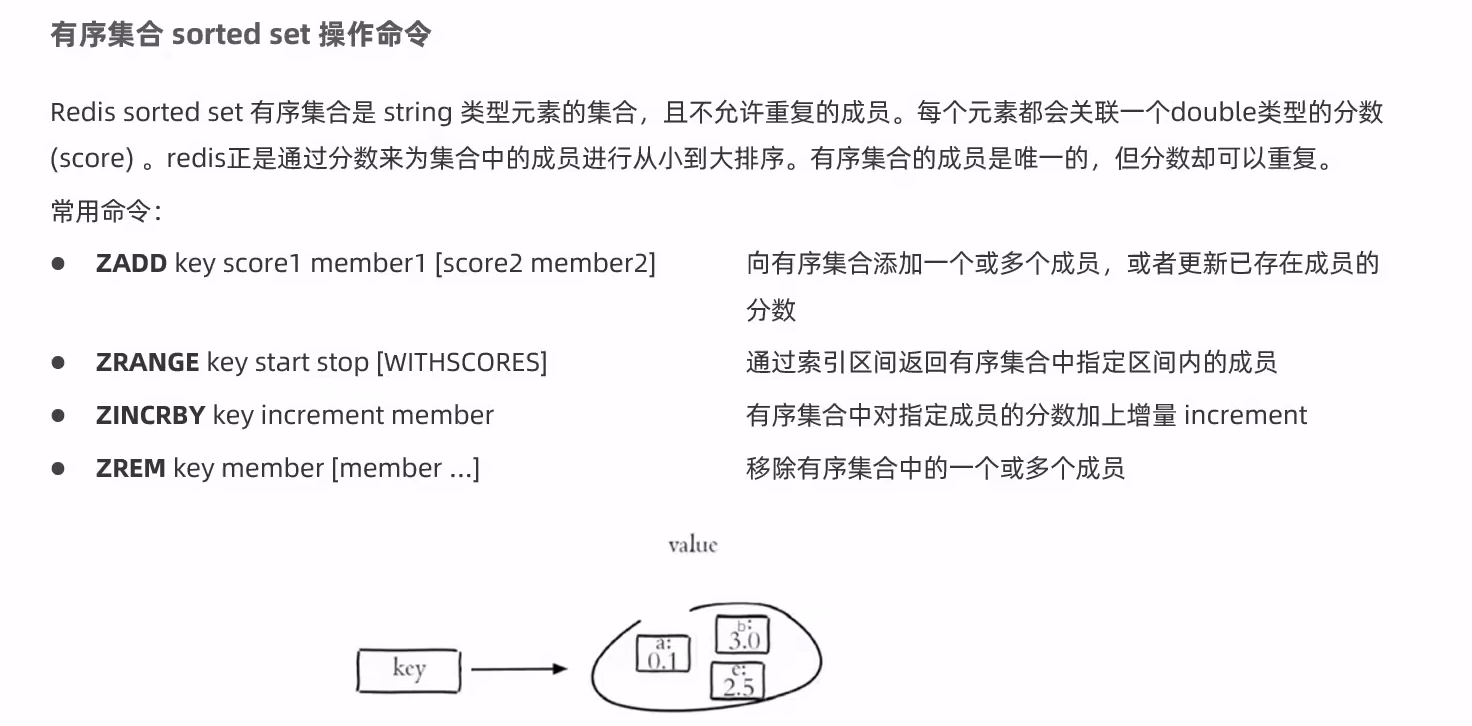 有序集合 sorted set 操作命令
Redis sorted set 有序集合是 string 类型元素的集合，且不允许重复的成员。每个元素都会关联一个double类型的分数
(score) 。redis正是通过分数来为集合中的成员进行从小到大排序。有序集合的成员是唯一的，但分数却可以重复。
常用命令：
● ZADD key score1 member1 [score2 member2] 向有序集合添加一个或多个成员，或者更新已存在成员的
分数
● ZRANGE key start stop [WITHSCORES] 通过索引区间返回有序集合中指定区间内的成员
● ZINCRBY key increment member 有序集合中对指定成员的分数加上增量 increment
● ZREM key member [member ...] 移除有序集合中的一个或多个成员
value
key
a:
0.1
b:
3.0
c:
2.5